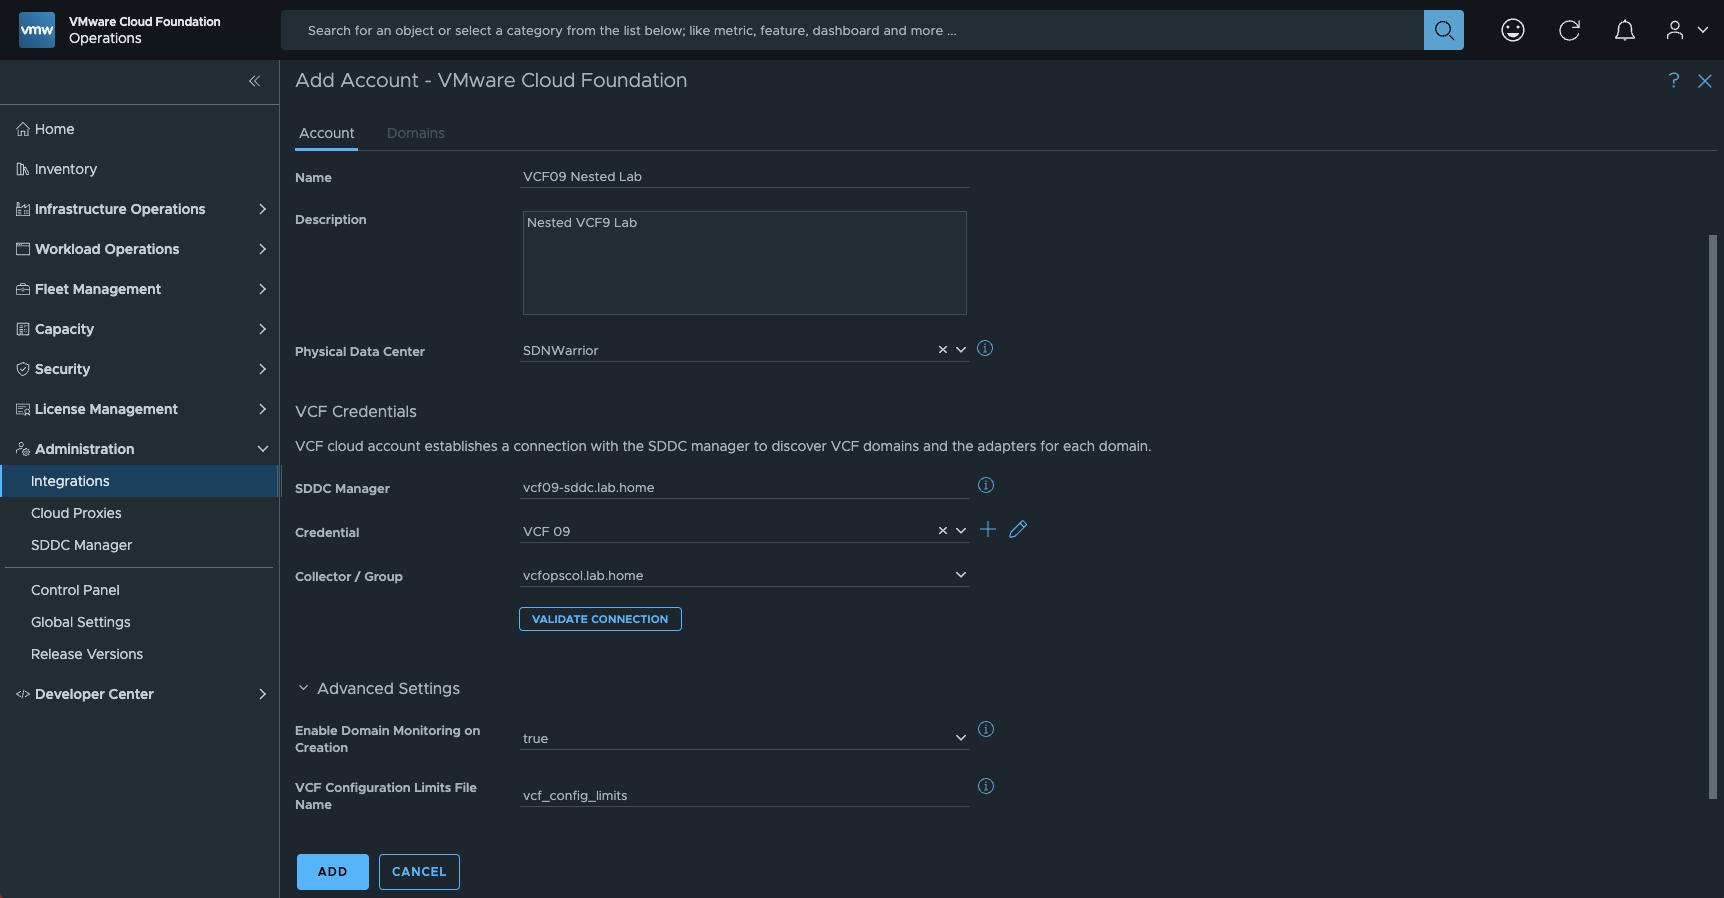 vmw
VMware Cloud Foundation
Operations
Search for an object or select a category from the list below; like metric, feature, dashboard and more ...
Home
Inventory
Infrastructure Operations
Workload Operations
Fleet Management
Capacity
Security
License Management
Administration
Integrations
Cloud Proxies
SDDC Manager
Control Panel
Global Settings
Release Versions
Developer Center
Add Account - VMware Cloud Foundation
?
Account
Domains
Name
VCF09 Nested Lab
Description
Nested VCF9 Lab
Physical Data Center
SDNWarrior
VCF Credentials
VCF cloud account establishes a connection with the SDDC manager to discover VCF domains and the adapters for each domain.
SDDC Manager
vcf09-sddc.lab.home
Credential
VCF 09
Collector / Group
vcfopscol.lab.home
VALIDATE CONNECTION
Advanced Settings
Enable Domain Monitoring on
Creation
true
VCF Configuration Limits File
Name
vcf_config_limits
ADD
CANCEL